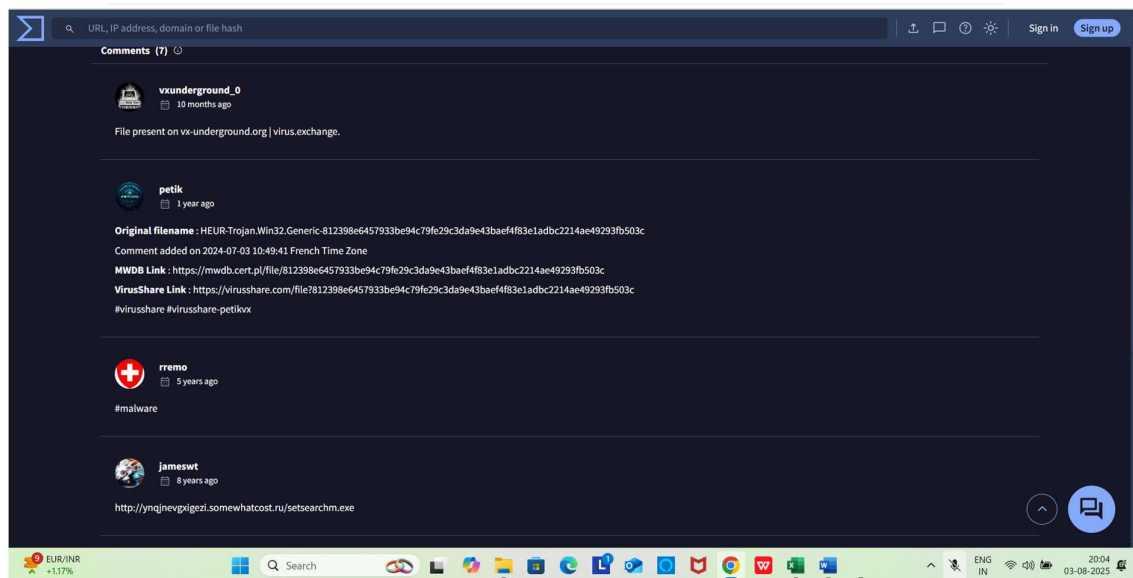 URL, IP address, domain or file hash
Sign in
Sign up
Comments (7)
vxunderground_0
10 months ago
File present on vx-underground.org | virus.exchange.
petik
1 year ago
Original filename : HEUR-Trojan.Win32.Generic-812398e6457933be94c79fe29c3da9e43baef4f83e1adbc2214ae49293fb503c
Comment added on 2024-07-03 10:49:41 French Time Zone
MWDB Link : https://mwdb.cert.pl/file/812398e6457933be94c79fe29c3da9e43baef4f83e1adbc2214ae49293fb503c
VirusShare Link : https://virusshare.com/file?812398e6457933be94c79fe29c3da9e43baef4f83e1adbc2214ae49293fb503c
#virusshare #virusshare-petikvx
rremo
5 years ago
#malware
jameswt
8 years ago
http://ynqjnevgxigezi.somewhatcost.ru/setsearchm.exe
9
EUR/INR
+1.17%
Search
1
ENG
IN
20:04
03-08-2025